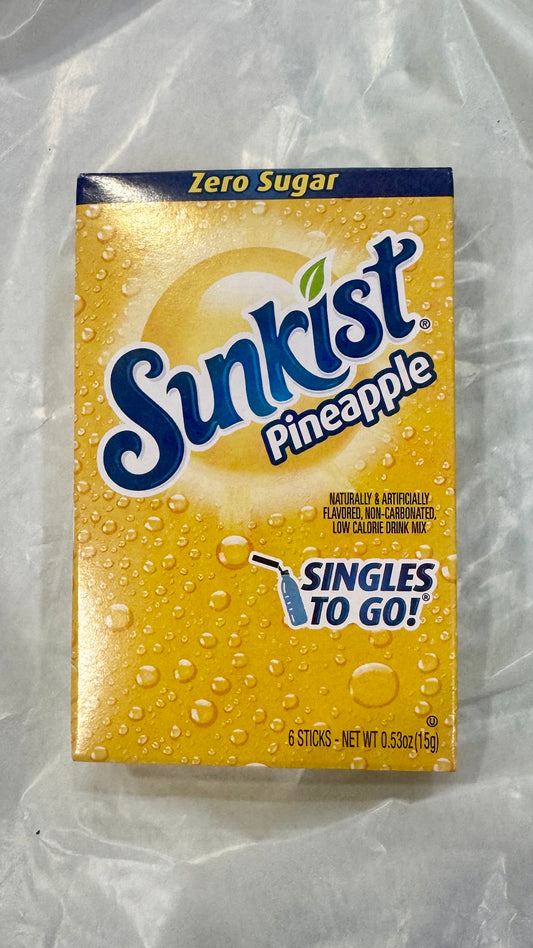 Zero Sugar
Sunkist®
Pineapple
NATURALLY & ARTIFICIALLY
FLAVORED, NON-CARBONATED,
LOW CALORIE DRINK MIX
SINGLES
TO GO!®
U
6 STICKS - NET WT 0.53oz (15g)